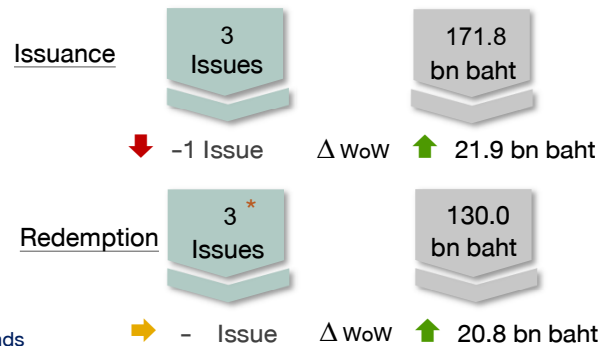 3
Issues
171.8
bn baht
Issuance
-1 Issue
Δ WoW
21.9 bn baht
3 *
Issues
130.0
bn baht
Redemption
- Issue
Δ WoW
20.8 bn baht
nds